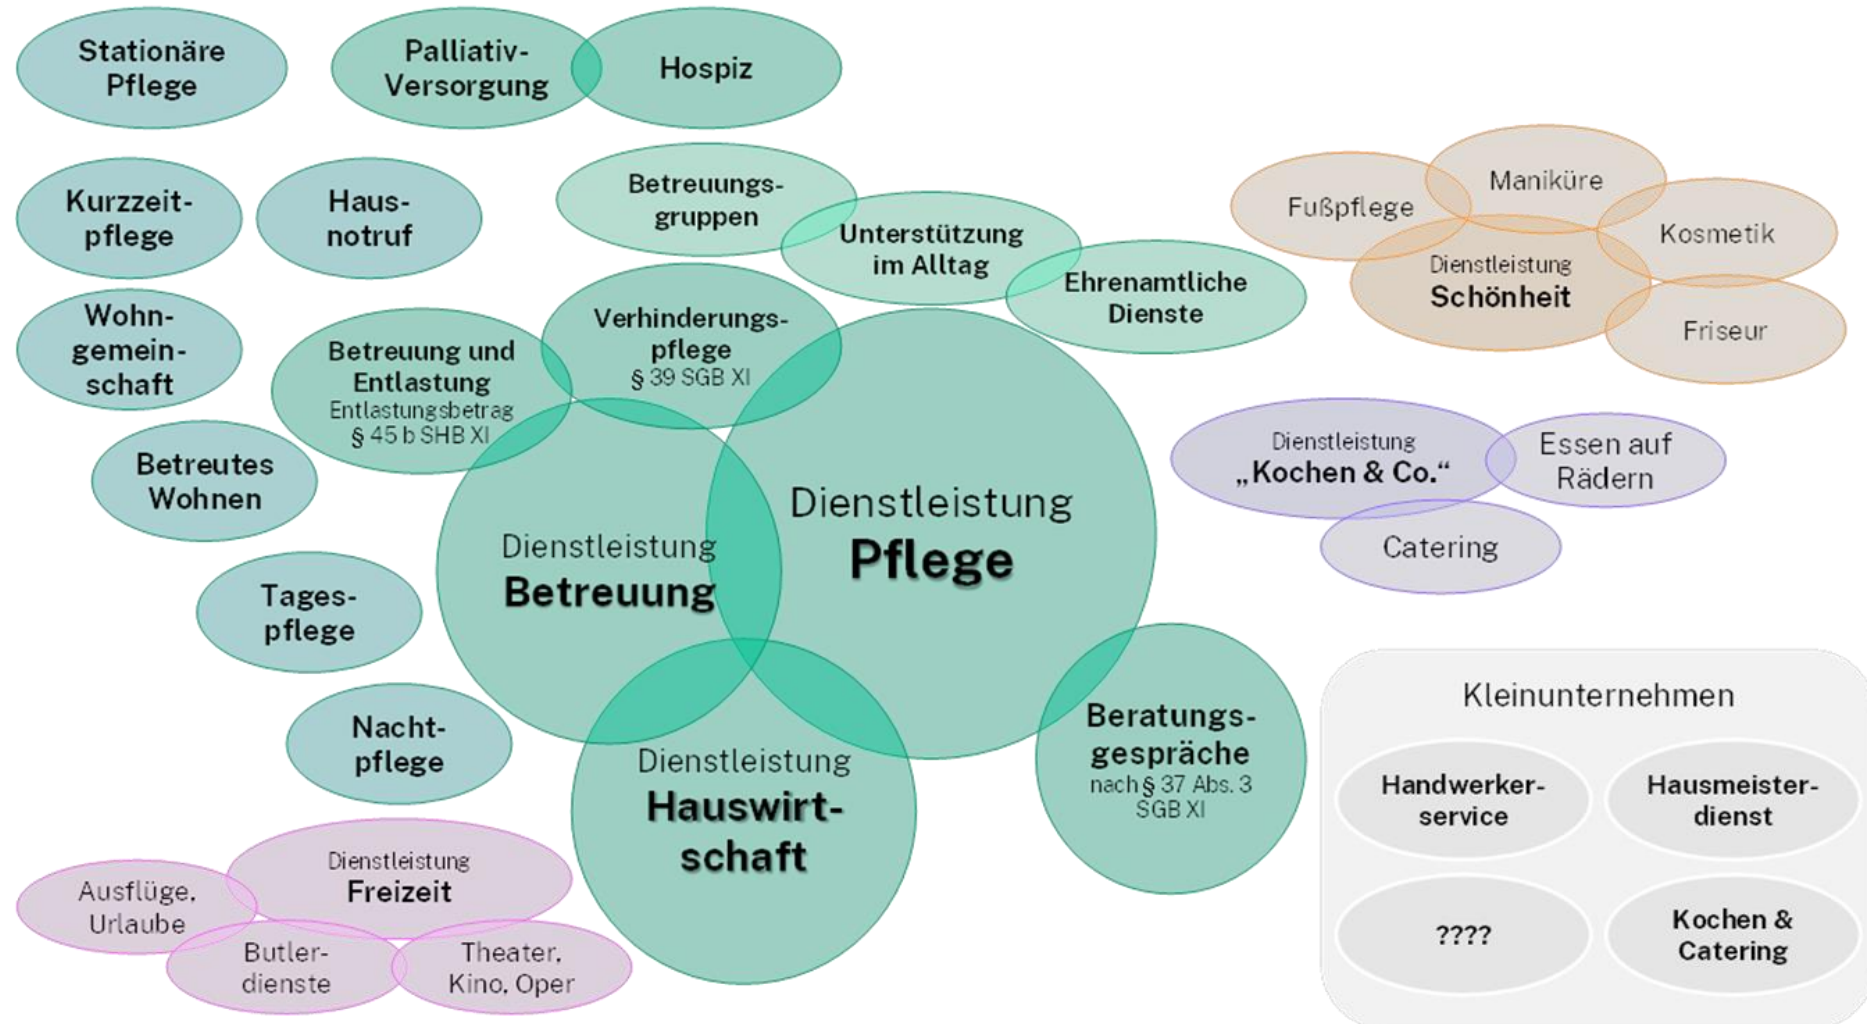 Stationäre
Pflege
Palliativ-
Versorgung
Hospiz
Kurzzeit-
pflege
Haus-
notruf
Betreuungs-
gruppen
Unterstützung
im Alltag
Ehrenamtliche
Dienste
Fußpflege
Maniküre
Kosmetik
Dienstleistung
Schönheit
Friseur
Wohn-
gemein-
schaft
Betreuung und
Entlastung
Entlastungsbetrag
§ 45 b SHB XI
Verhinderungs-
pflege
§ 39 SGB XI
Betreutes
Wohnen
Dienstleistung
„Kochen & Co.“
Essen auf
Rädern
Catering
Dienstleistung
Betreuung
Dienstleistung
Pflege
Tages-
pflege
Nacht-
pflege
Dienstleistung
Hauswirt-
schaft
Beratungs-
gespräche
nach § 37 Abs. 3
SGB XI
Dienstleistung
Freizeit
Ausflüge,
Urlaube
Butler-
dienste
Theater,
Kino, Oper
Kleinunternehmen
Handwerker-
service
Hausmeister-
dienst
????
Kochen &
Catering